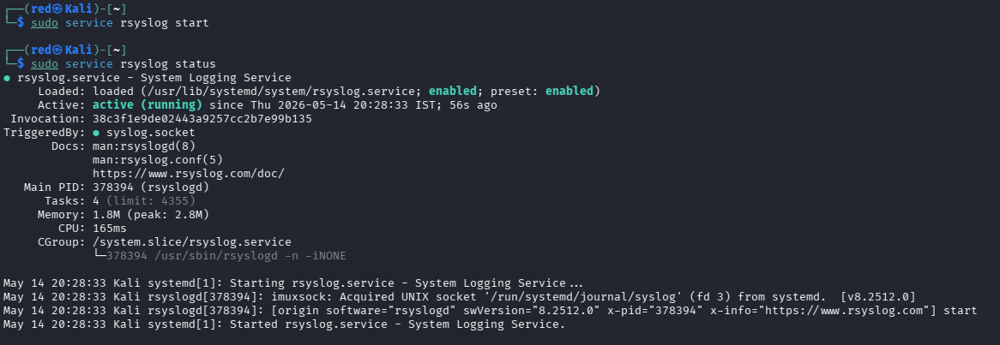 ┌──(red㉿Kali)-[~]
└─$ sudo service rsyslog start
┌──(red㉿Kali)-[~]
└─$ sudo service rsyslog status
● rsyslog.service - System Logging Service
Loaded: loaded (/usr/lib/systemd/system/rsyslog.service; enabled; preset: enabled)
Active: active (running) since Thu 2026-05-14 20:28:33 IST; 56s ago
Invocation: 38c3f1e9de02443a9257cc2b7e99b135
TriggeredBy: ● syslog.socket
Docs: man:rsyslogd(8)
man:rsyslog.conf(5)
https://www.rsyslog.com/doc/
Main PID: 378394 (rsyslogd)
Tasks: 4 (limit: 4355)
Memory: 1.8M (peak: 2.8M)
CPU: 165ms
CGroup: /system.slice/rsyslog.service
└─378394 /usr/sbin/rsyslogd -n -iNONE
May 14 20:28:33 Kali systemd[1]: Starting rsyslog.service - System Logging Service...
May 14 20:28:33 Kali rsyslogd[378394]: imuxsock: Acquired UNIX socket '/run/systemd/journal/syslog' (fd 3) from systemd.  [v8.2512.0]
May 14 20:28:33 Kali rsyslogd[378394]: [origin software="rsyslogd" swVersion="8.2512.0" x-pid="378394" x-info="https://www.rsyslog.com"] start
May 14 20:28:33 Kali systemd[1]: Started rsyslog.service - System Logging Service.